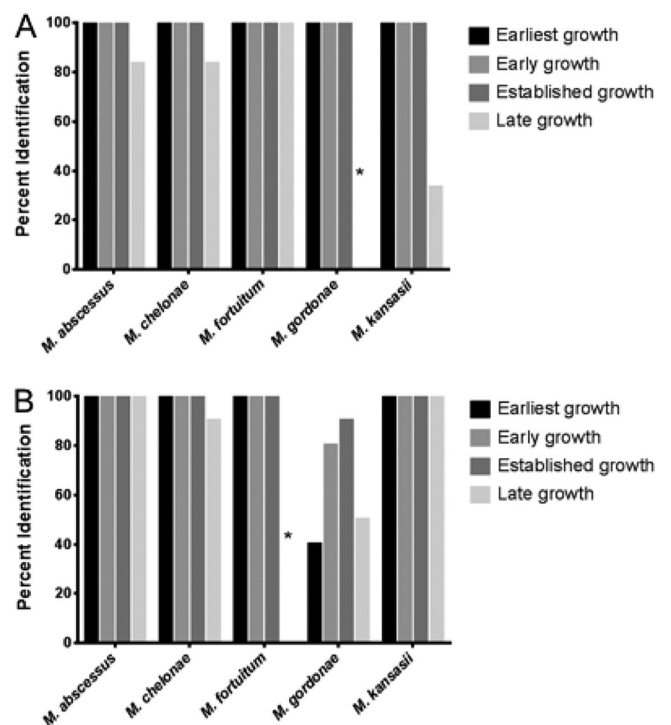 A
100
80
60
40
20
0
Percent Identification
*
M. abscessus
M. chelonae
M. fortuitum
M. gordonae
M. kansasii
Earliest growth
Early growth
Established growth
Late growth
B
100
80
60
40
20
0
Percent Identification
*
M. abscessus
M. chelonae
M. fortuitum
M. gordonae
M. kansasii
Earliest growth
Early growth
Established growth
Late growth